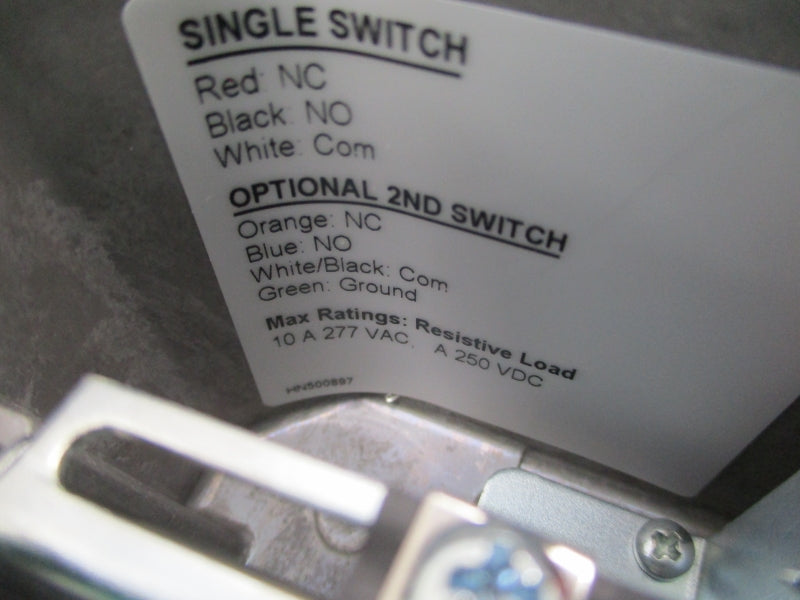 SINGLE SWITCH
Red: NC
Black: NO
White: Com
OPTIONAL 2ND SWITCH
Orange: NC
Blue: NO
White/Black: Com
Green: Ground
Max Ratings: Resistive Load
10 A 277 VAC, A 250 VDC
HN500897